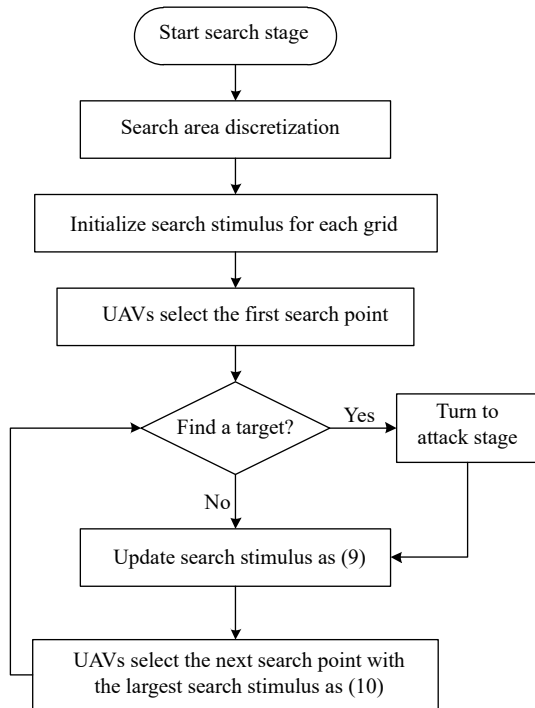 Start search stage
Search area discretization
Initialize search stimulus for each grid
UAVs select the first search point
Find a target?
Yes
Turn to
attack stage
No
Update search stimulus as (9)
UAVs select the next search point with
the largest search stimulus as (10)